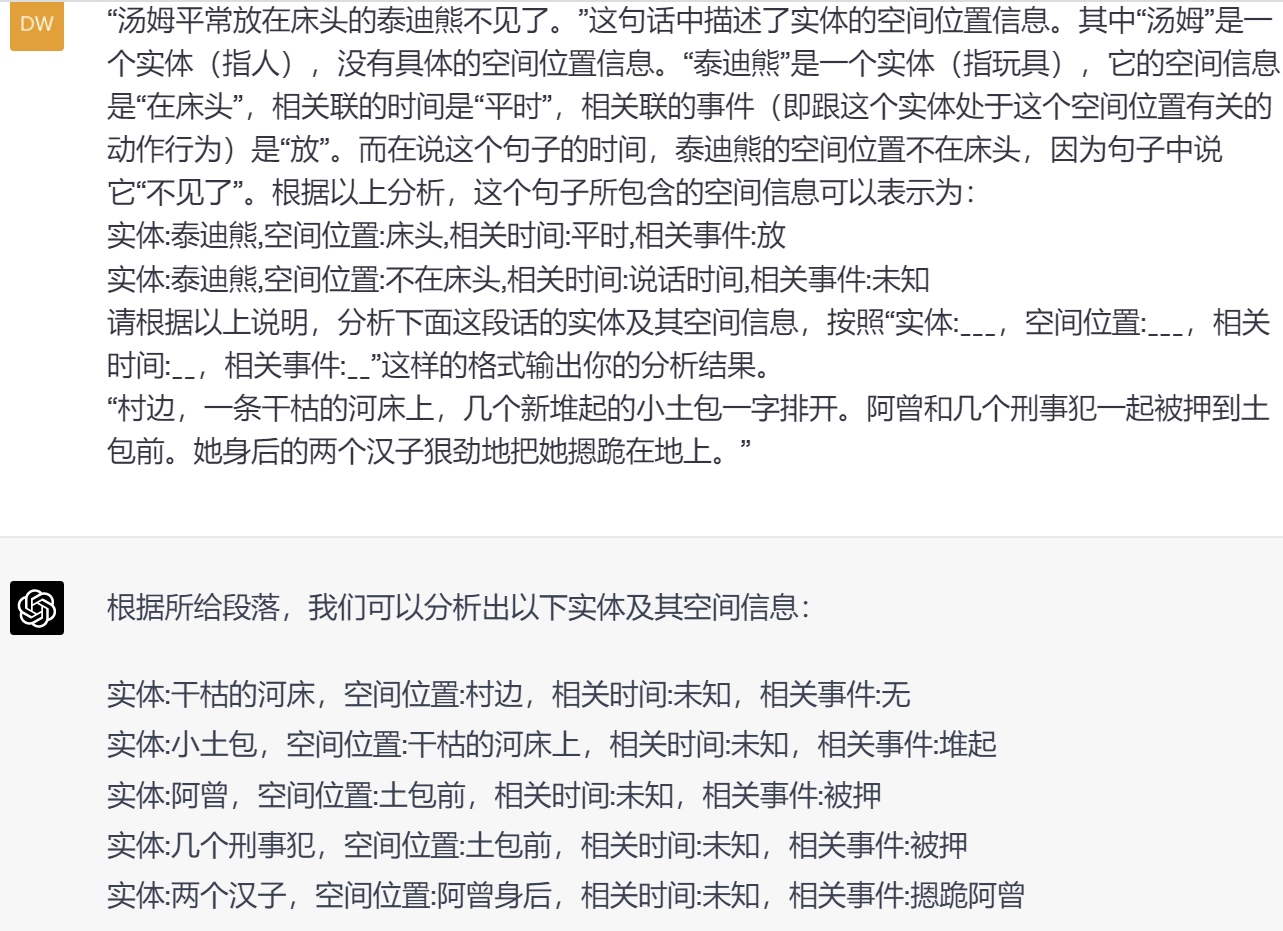 DW
“汤姆平常放在床头的泰迪熊不见了。”这句话中描述了实体的空间位置信息。其中“汤姆”是一
个实体（指人），没有具体的空间位置信息。“泰迪熊”是一个实体（指玩具），它的空间信息
是“在床头”，相关联的时间是“平时”，相关联的事件（即跟这个实体处于这个空间位置有关的
动作行为）是“放”。而在说这个句子的时间，泰迪熊的空间位置不在床头，因为句子中说
它“不见了”。根据以上分析，这个句子所包含的空间信息可以表示为：
实体:泰迪熊,空间位置:床头,相关时间:平时,相关事件:放
实体:泰迪熊,空间位置:不在床头,相关时间:说话时间,相关事件:未知
请根据以上说明，分析下面这段话的实体及其空间信息，按照“实体:___，空间位置:___，相关
时间:__，相关事件:__”这样的格式输出你的分析结果。
“村边，一条干枯的河床上，几个新堆起的小土包一字排开。阿曾和几个刑事犯一起被押到土
包前。她身后的两个汉子狠劲地把她摁跪在地上。”
根据所给段落，我们可以分析出以下实体及其空间信息：
实体:干枯的河床，空间位置:村边，相关时间:未知，相关事件:无
实体:小土包，空间位置:干枯的河床上，相关时间:未知，相关事件:堆起
实体:阿曾，空间位置:土包前，相关时间:未知，相关事件:被押
实体:几个刑事犯，空间位置:土包前，相关时间:未知，相关事件:被押
实体:两个汉子，空间位置:阿曾身后，相关时间:未知，相关事件:摁跪阿曾